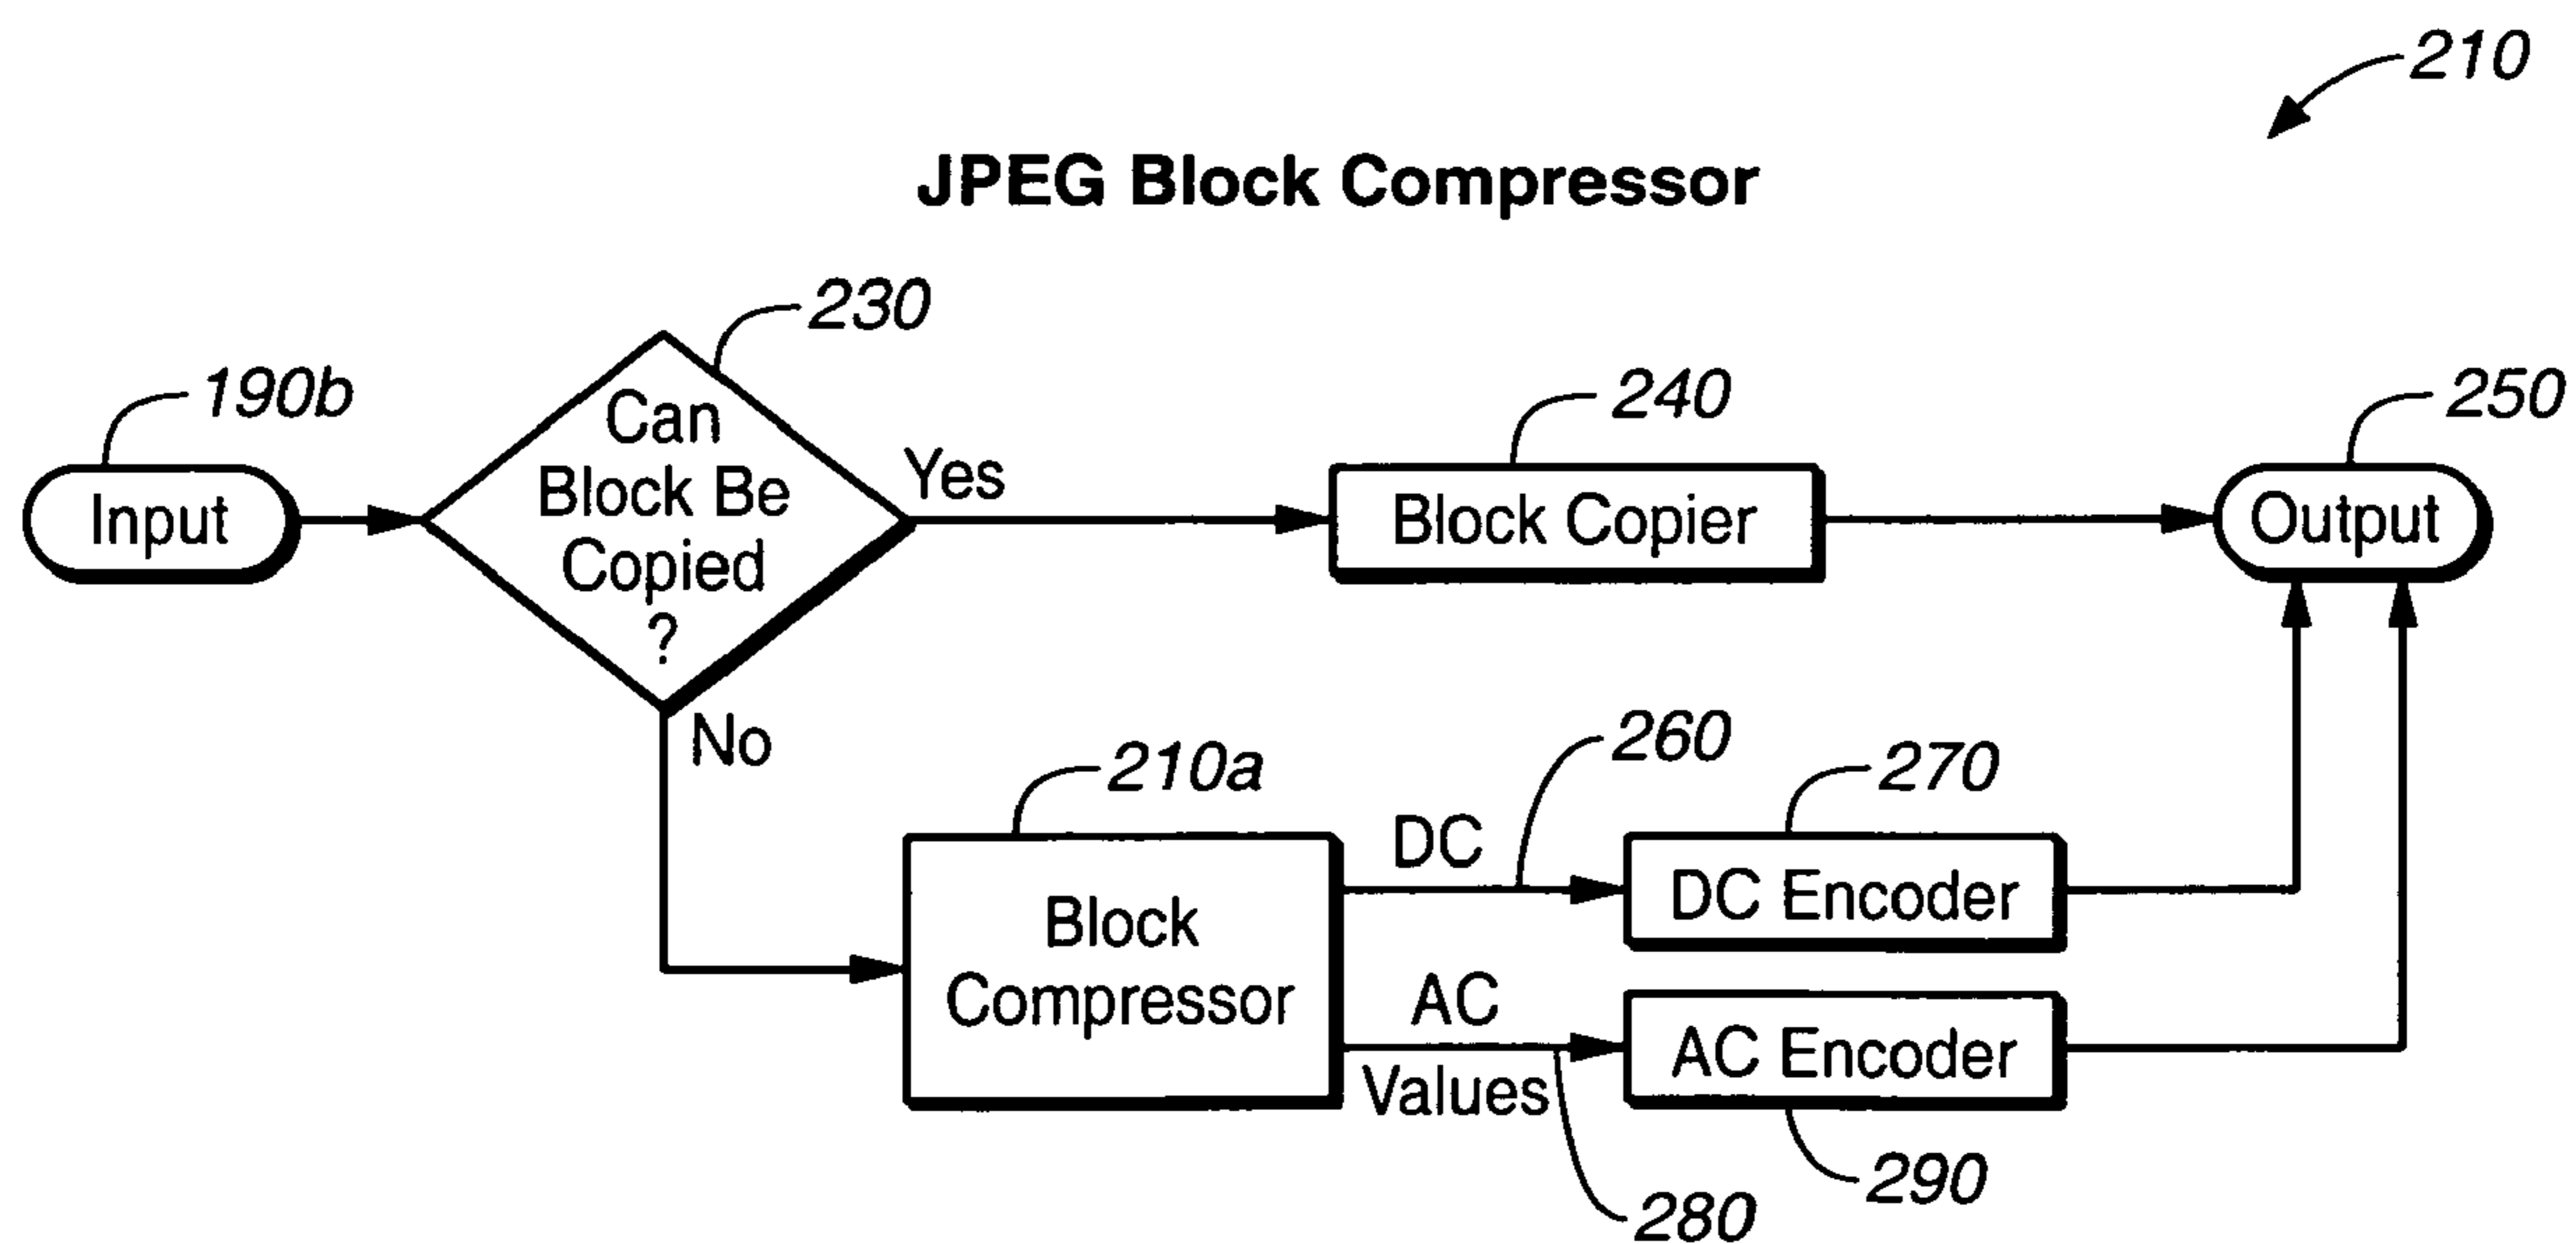 210
JPEG Block Compressor
230
190b
Can
Block Be
Copied
?
Input
Yes
240
Block Copier
250
Output
No
210a
Block
Compressor
DC
260
270
DC Encoder
AC
Values
280
AC Encoder
290